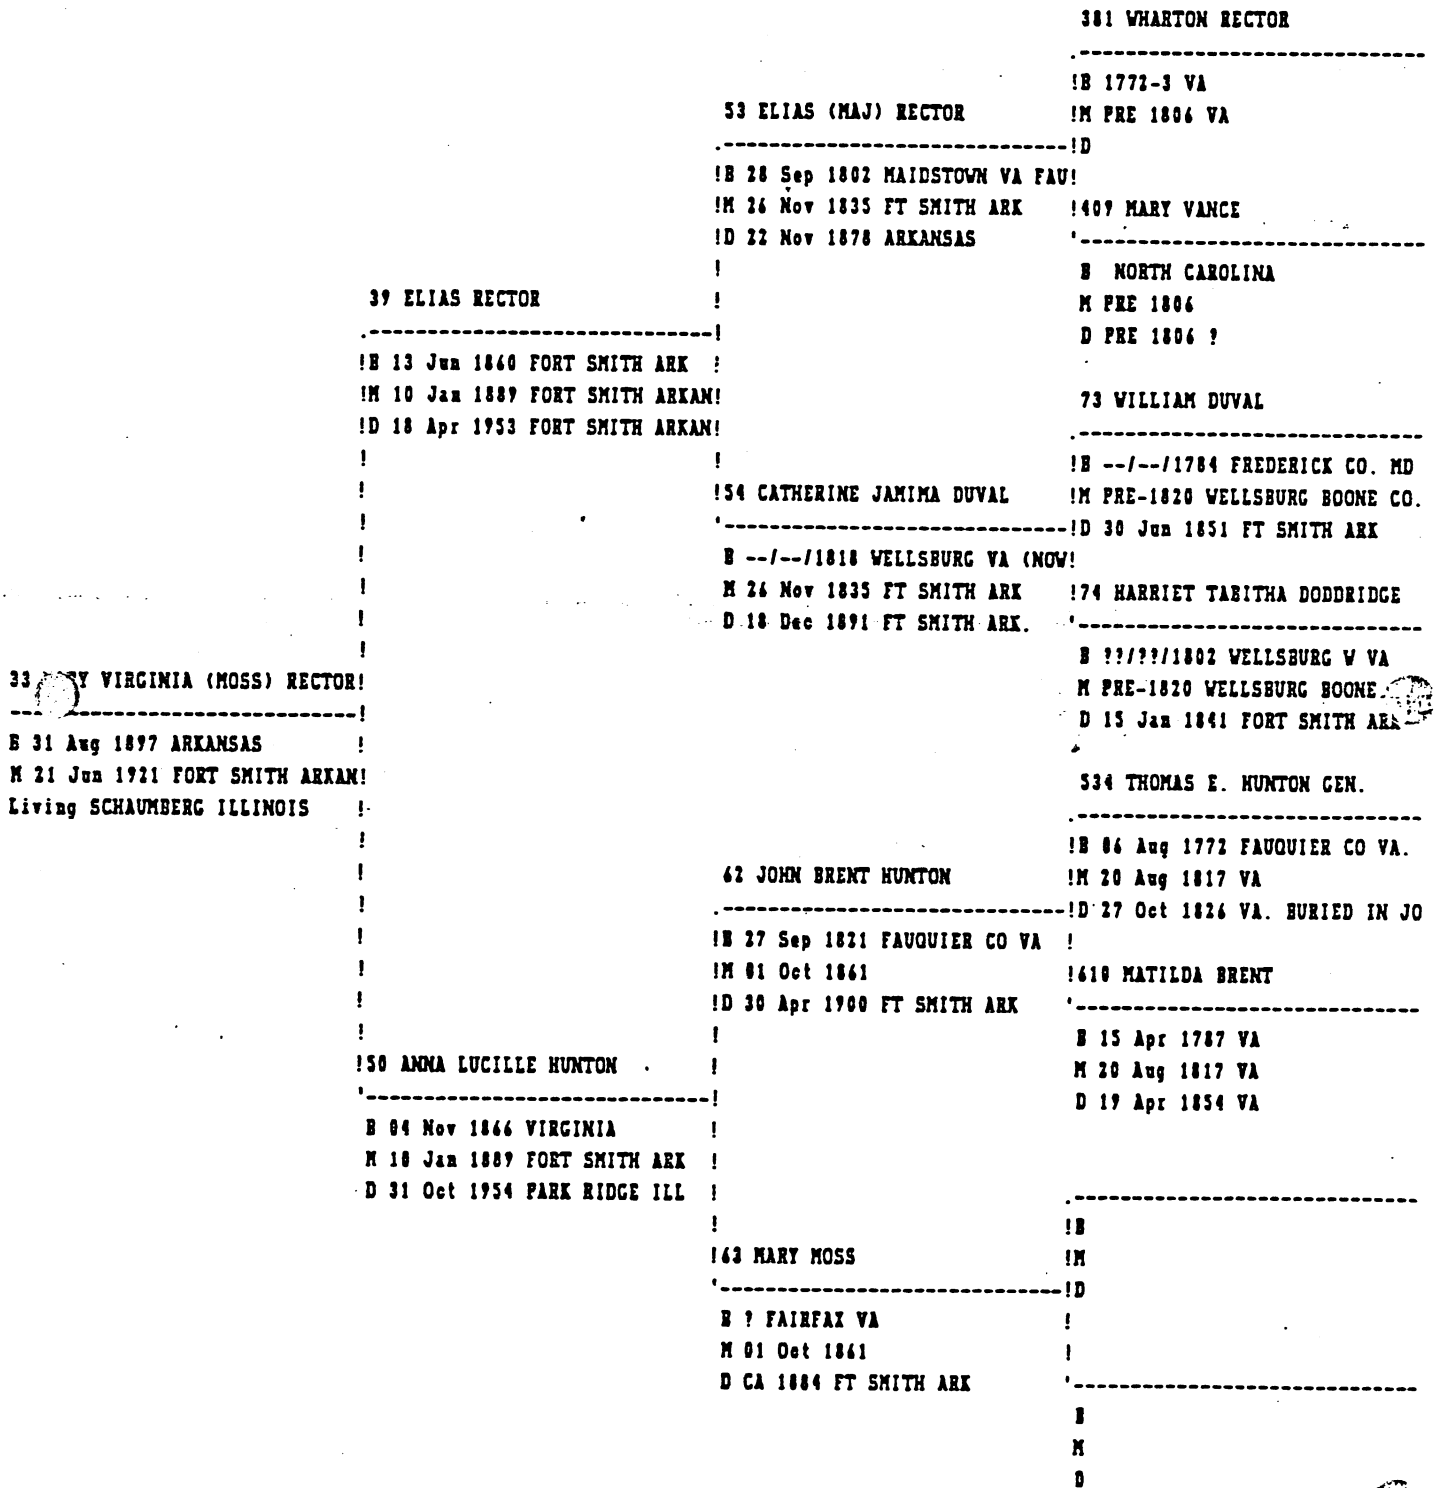 381 WHARTON RECTOR
!B 1772-3 VA
!M PRE 1806 VA
!D
53 ELIAS (MAJ) RECTOR
!B 28 Sep 1802 MAIDSTOWN VA FAU!
!M 26 Nov 1835 FT SMITH ARK
!D 22 Nov 1878 ARKANSAS
!409 MARY VANCE
B NORTH CAROLINA
M PRE 1806
D PRE 1806 ?
39 ELIAS RECTOR
!B 13 Jun 1860 FORT SMITH ARK
!M 10 Jan 1889 FORT SMITH ARKAN!
!D 18 Apr 1953 FORT SMITH ARKAN!
73 WILLIAM DUVAL
!B --/--/1784 FREDERICK CO. MD
!M PRE-1820 WELLSBURG BOONE CO.
!D 30 Jun 1851 FT SMITH ARK
!54 CATHERINE JAMIMA DUVAL
B --/--/1818 WELLSBURG VA (NOW!
M 26 Nov 1835 FT SMITH ARK
D 18 Dec 1891 FT SMITH ARK.
!74 HARRIET TABITHA DODDRIDGE
B ??/??/1802 WELLSBURG W VA
M PRE-1820 WELLSBURG BOONE
D 15 Jan 1841 FORT SMITH
33 VIRGINIA (MOSS) RECTOR!
B 31 Aug 1897 ARKANSAS
M 21 Jun 1921 FORT SMITH ARKAN!
Living SCHAUMBERG ILLINOIS
534 THOMAS E. HUNTON GEN.
!B 06 Aug 1772 FAUQUIER CO VA.
!M 20 Aug 1817 VA
!D 27 Oct 1826 VA. BURIED IN JO
62 JOHN BRENT HUNTON
!B 27 Sep 1821 FAUQUIER CO VA
!M 01 Oct 1861
!D 30 Apr 1900 FT SMITH ARK
!610 MATILDA BRENT
B 15 Apr 1787 VA
M 20 Aug 1817 VA
D 19 Apr 1854 VA
!50 ANNA LUCILLE HUNTON
B 04 Nov 1866 VIRGINIA
M 10 Jan 1889 FORT SMITH ARK
D 31 Oct 1954 PARK RIDGE ILL
!B
!M
!D
!63 MARY MOSS
B ? FAIRFAX VA
M 01 Oct 1861
D CA 1884 FT SMITH ARK
B
M
D